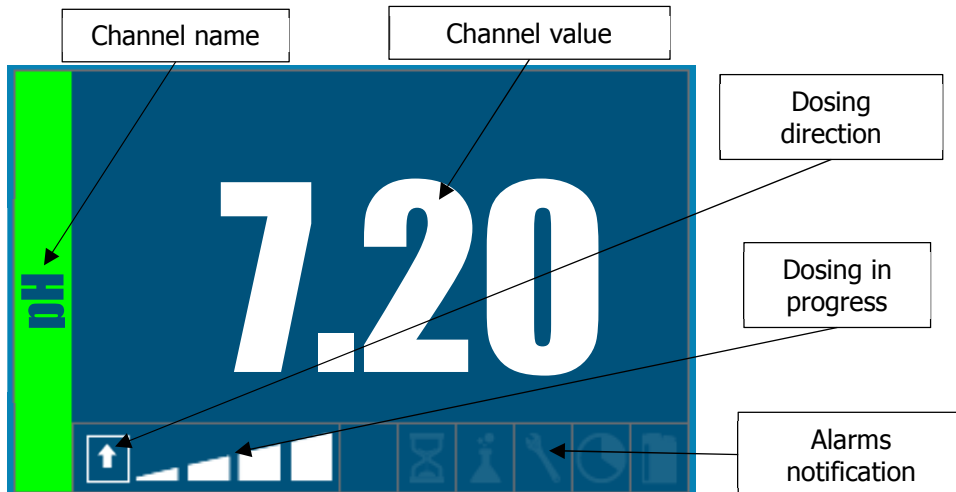 Channel name
Channel value
Dosing
direction
7.20
pH
Dosing in
progress
Alarms
notification